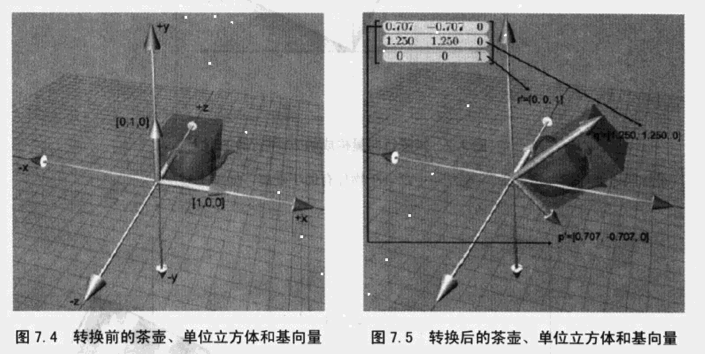 +y
+z
[0,1,0]
-x
[1,0,0]
+x
-y
-z
图 7.4 转换前的茶壶、单位立方体和基向量
0.707 -0.707 0
1.250 1.250 0
0 0 1
r'=[0, 0, 1]
q'=[1.250, 1.250, 0]
p'=[0.707, -0.707, 0]
图 7.5 转换后的茶壶、单位立方体和基向量